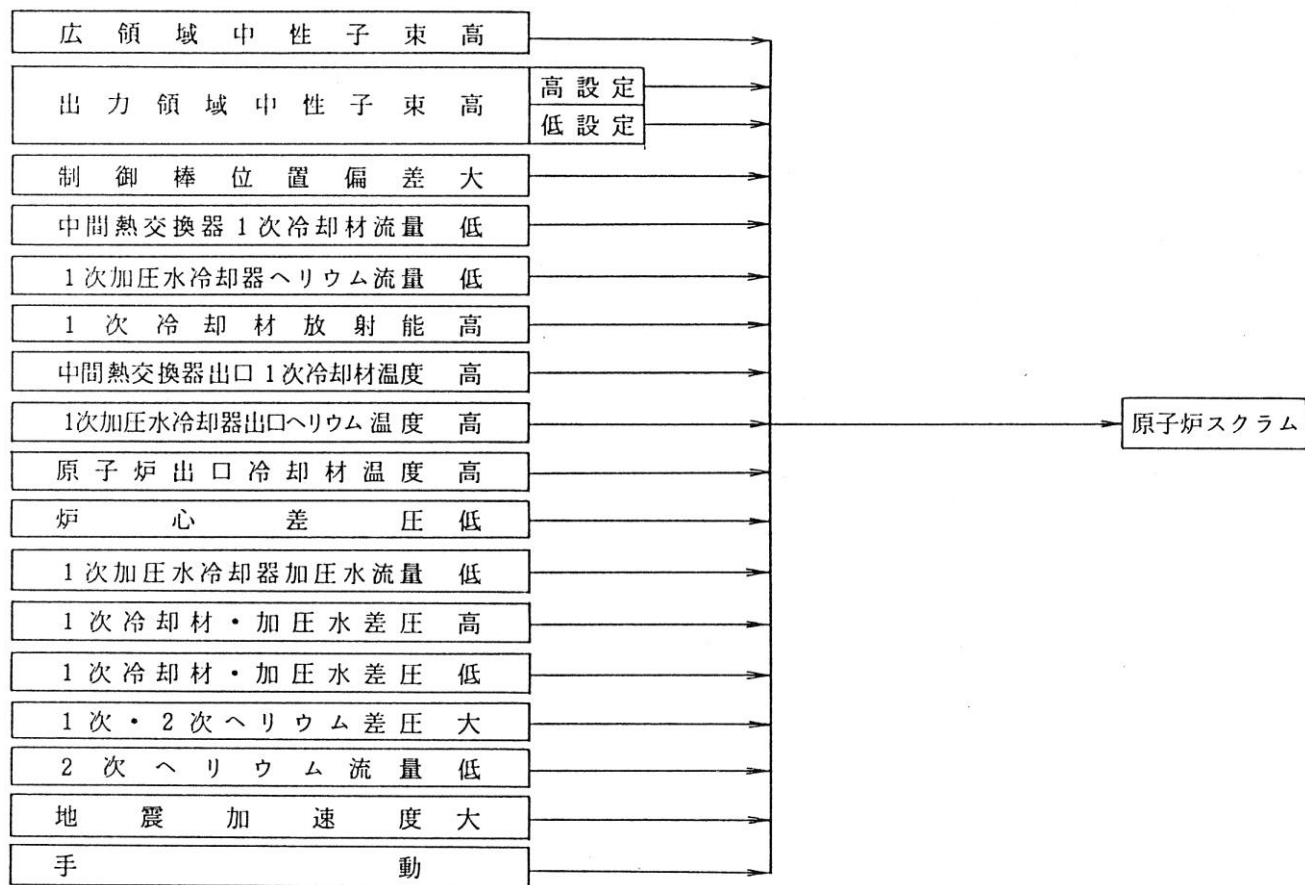 広領域中性子束高
出力領域中性子束高
高設定
低設定
制御棒位置偏差大
中間熱交換器1次冷却材流量低
1次加圧水冷却器ヘリウム流量低
1次冷却材放射能高
中間熱交換器出口1次冷却材温度高
1次加圧水冷却器出口ヘリウム温度高
原子炉スクラム
原子炉出口冷却材温度高
炉心差圧低
1次加圧水冷却器加圧水流量低
1次冷却材・加圧水差圧高
1次冷却材・加圧水差圧低
1次・2次ヘリウム差圧大
2次ヘリウム流量低
地震加速度大
手動